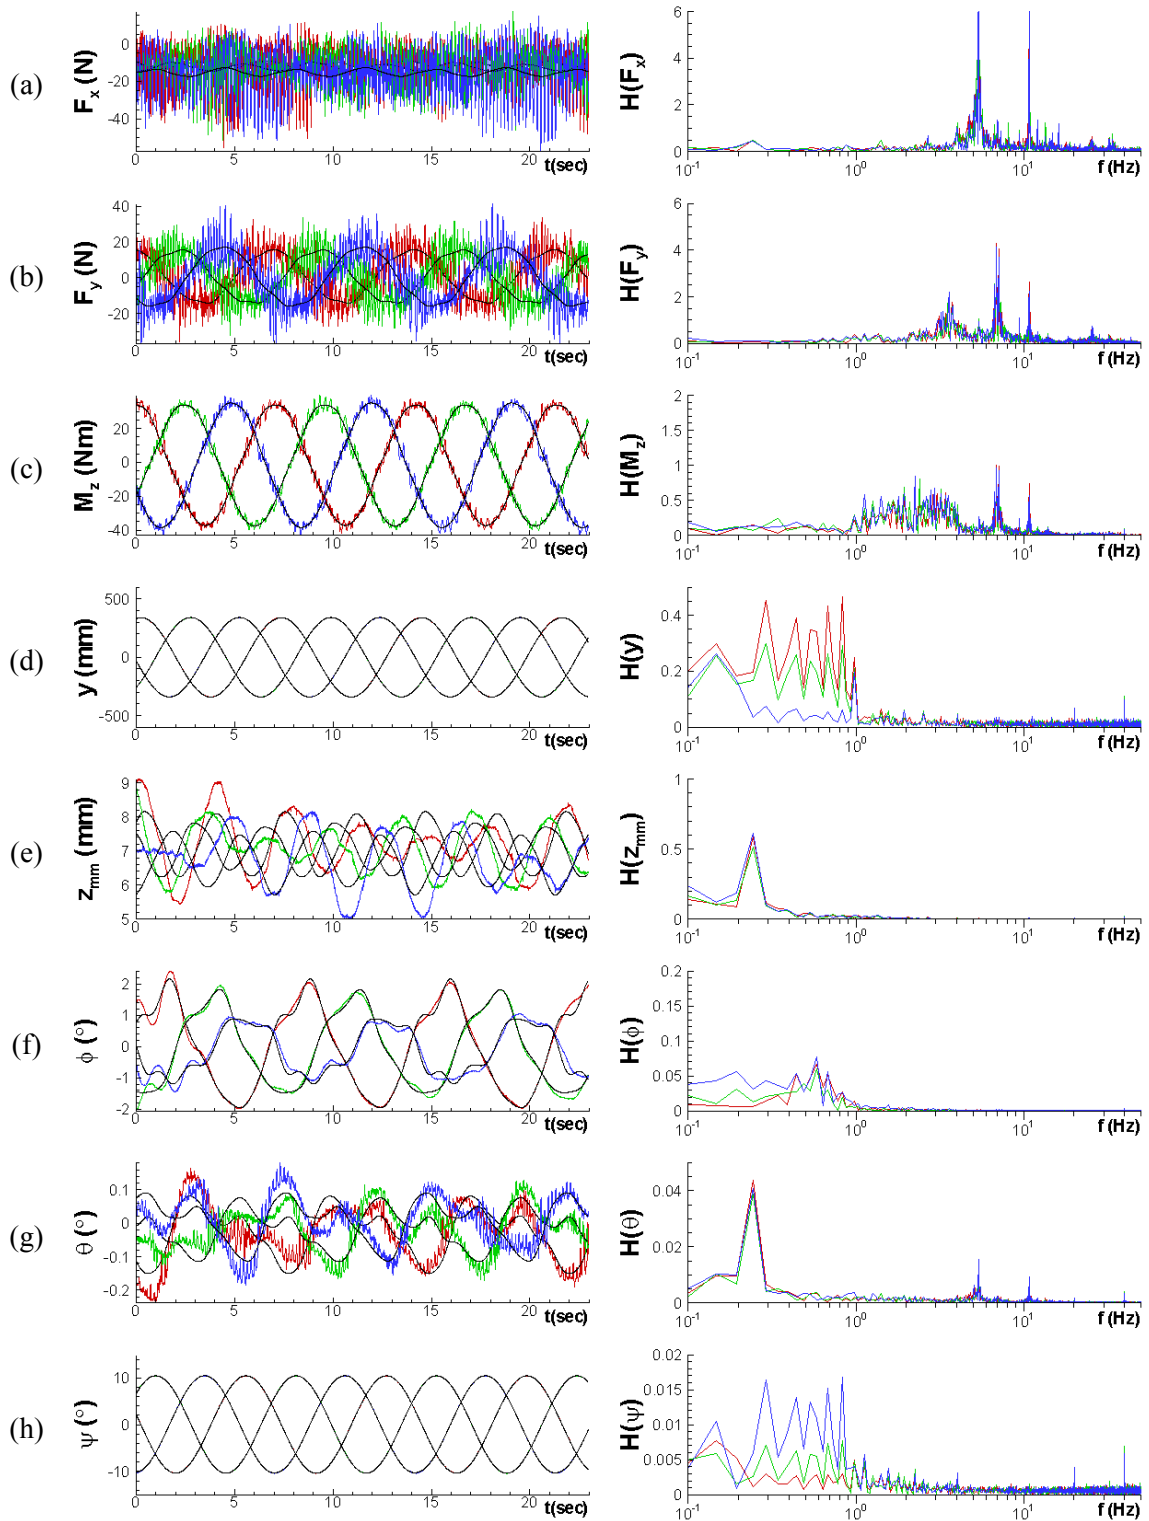 (a)
F_x (N)
0
-20
-40
0 5 10 15 20
t(sec)
H(F_x)
6
4
2
0
10^-1 10^0 10^1
f (Hz)
(b)
F_y (N)
40
20
0
-20
0 5 10 15 20
t(sec)
H(F_y)
6
4
2
0
10^-1 10^0 10^1
f (Hz)
(c)
M_z (Nm)
20
0
-20
-40
0 5 10 15 20
t(sec)
H(M_z)
2
1.5
1
0.5
0
10^-1 10^0 10^1
f (Hz)
(d)
y (mm)
500
0
-500
0 5 10 15 20
t(sec)
H(y)
0.4
0.2
0
10^-1 10^0 10^1
f (Hz)
(e)
z_mm (mm)
9
8
7
6
5
0 5 10 15 20
t(sec)
H(z_mm)
1
0.5
0
10^-1 10^0 10^1
f (Hz)
(f)
ϕ (°)
2
1
0
-1
-2
0 5 10 15 20
t(sec)
H(ϕ)
0.2
0.15
0.1
0.05
0
10^-1 10^0 10^1
f (Hz)
(g)
θ (°)
0.1
0
-0.1
-0.2
0 5 10 15 20
t(sec)
H(θ)
0.04
0.02
0
10^-1 10^0 10^1
f (Hz)
(h)
ψ (°)
10
0
-10
0 5 10 15 20
t(sec)
H(ψ)
0.02
0.015
0.01
0.005
0
10^-1 10^0 10^1
f (Hz)